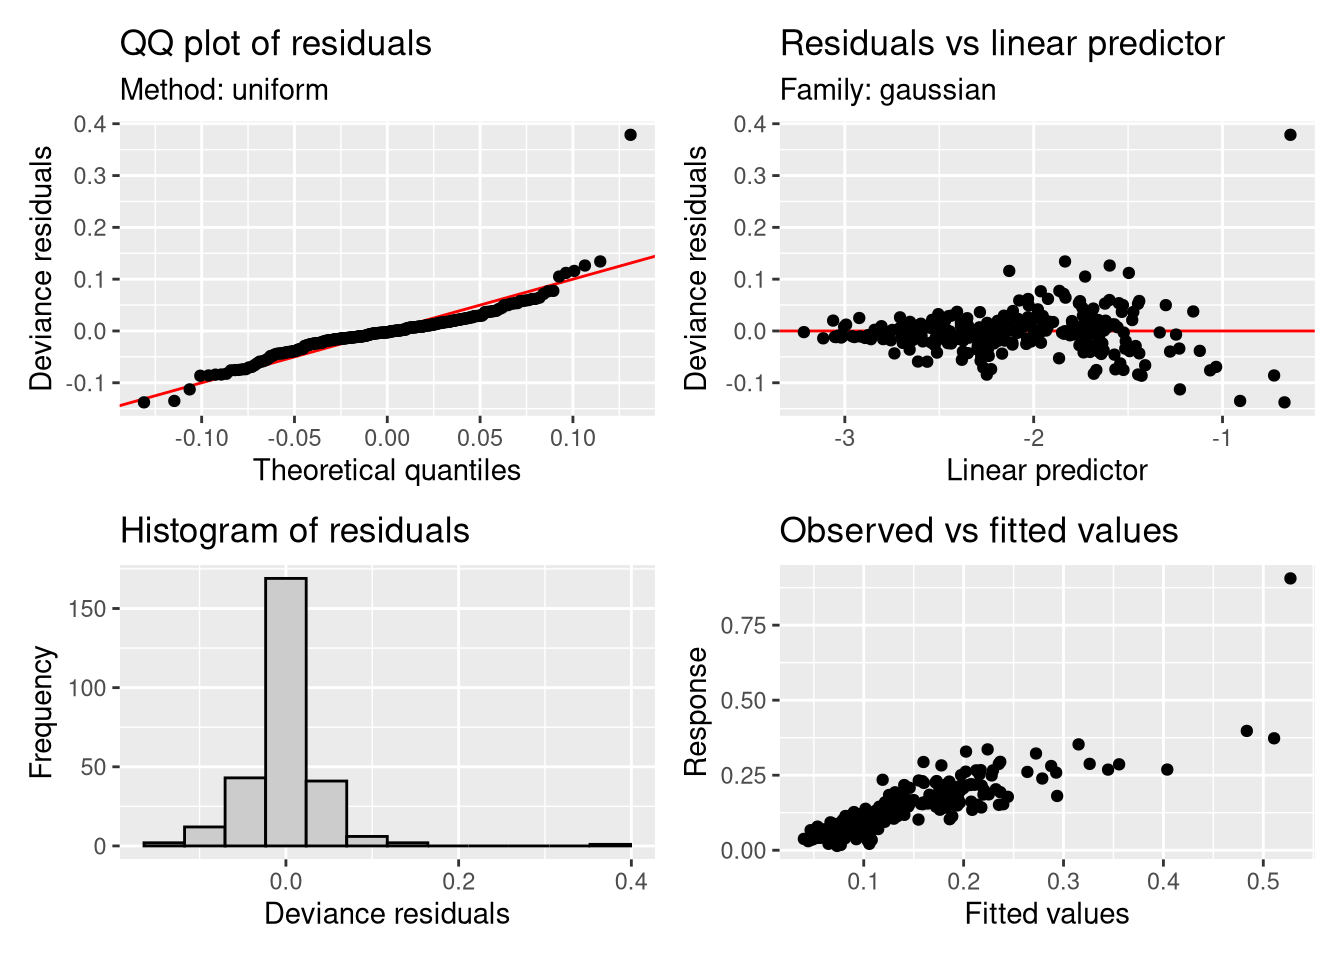 QQ plot of residuals
Method: uniform
0.4
0.3
0.2
0.1
0.0
-0.1
Deviance residuals
-0.10 -0.05 0.00 0.05 0.10
Theoretical quantiles
Residuals vs linear predictor
Family: gaussian
0.4
0.3
0.2
0.1
0.0
-0.1
Deviance residuals
-3 -2 -1
Linear predictor
Histogram of residuals
150
100
50
0
Frequency
0.0 0.2 0.4
Deviance residuals
Observed vs fitted values
0.75
0.50
0.25
0.00
Response
0.1 0.2 0.3 0.4 0.5
Fitted values